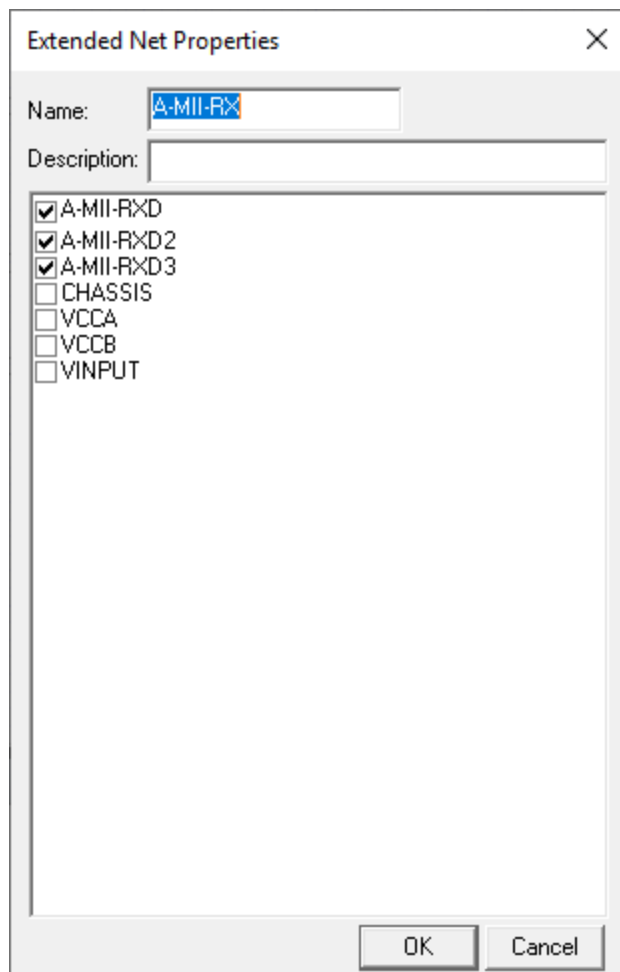 Extended Net Properties
Name: A-MII-RX
Description:
A-MII-RXD
A-MII-RXD2
A-MII-RXD3
CHASSIS
VCCA
VCCB
VINPUT
OK Cancel